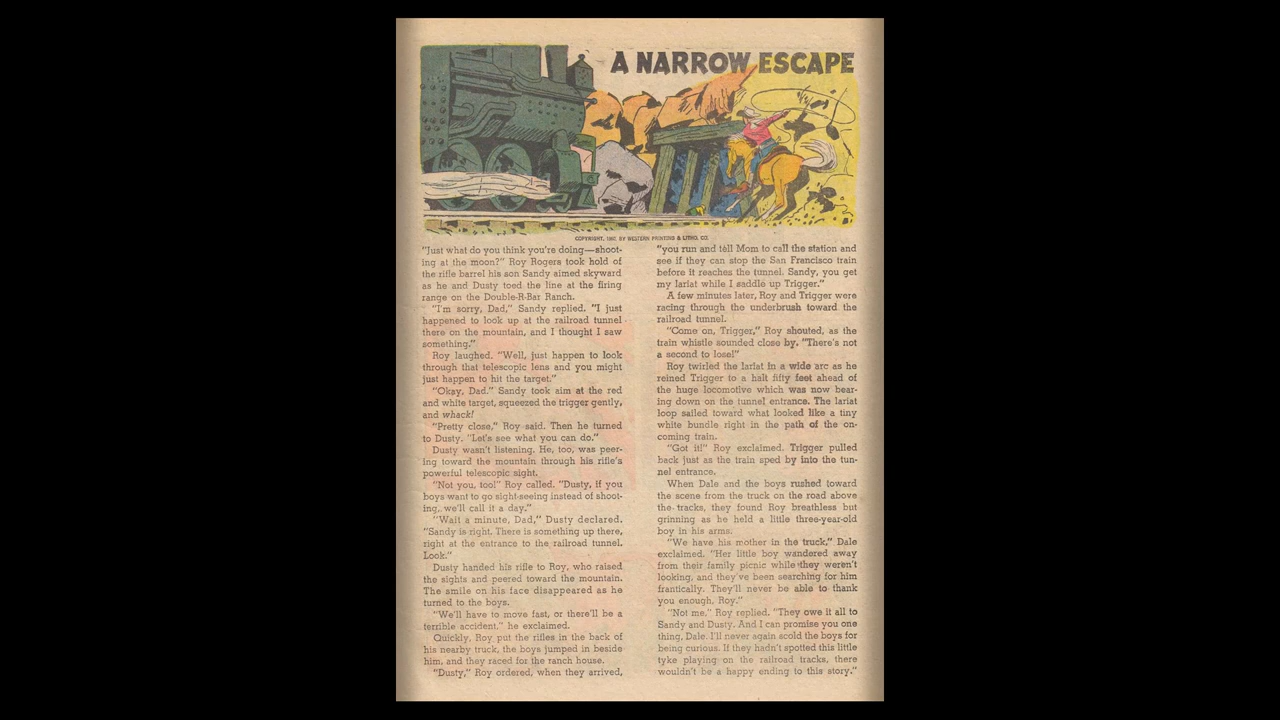 A NARROW ESCAPE
COPYRIGHT, 1957, BY WESTERN PRINTING & LITHO. CO.
"Just what do you think you're doing—shoot-
ing at the moon?" Roy Rogers took hold of
the rifle barrel his son Sandy aimed skyward
as he and Dusty toed the line at the firing
range on the Double-R-Bar Ranch.
"I'm sorry, Dad," Sandy replied. "I just
happened to look up at the railroad tunnel
there on the mountain, and I thought I saw
something."
Roy laughed. "Well, just happen to look
through that telescopic lens and you might
just happen to hit the target."
"Okay, Dad." Sandy took aim at the red
and white target, squeezed the trigger gently,
and whack!
"Pretty close," Roy said. Then he turned
to Dusty. "Let's see what you can do."
Dusty wasn't listening. He, too, was peer-
ing toward the mountain through his rifle's
powerful telescopic sight.
"Not you, too!" Roy called. "Dusty, if you
boys want to go sight-seeing instead of shoot-
ing, we'll call it a day."
"Wait a minute, Dad," Dusty declared.
"Sandy is right. There is something up there,
right at the entrance to the railroad tunnel.
Look."
Dusty handed his rifle to Roy, who raised
the sights and peered toward the mountain.
The smile on his face disappeared as he
turned to the boys.
"We'll have to move fast, or there'll be a
terrible accident," he exclaimed.
Quickly, Roy put the rifles in the back of
his nearby truck, the boys jumped in beside
him, and they raced for the ranch house.
"Dusty," Roy ordered, when they arrived,
"you run and tell Mom to call the station and
see if they can stop the San Francisco train
before it reaches the tunnel. Sandy, you get
my lariat while I saddle up Trigger."
A few minutes later, Roy and Trigger were
racing through the underbrush toward the
railroad tunnel.
"Come on, Trigger," Roy shouted, as the
train whistle sounded close by. "There's not
a second to lose!"
Roy twirled the lariat in a wide arc as he
reined Trigger to a halt fifty feet ahead of
the huge locomotive which was now bear-
ing down on the tunnel entrance. The lariat
loop sailed toward what looked like a tiny
white bundle right in the path of the on-
coming train.
"Got it!" Roy exclaimed. Trigger pulled
back just as the train sped by into the tun-
nel entrance.
When Dale and the boys rushed toward
the scene from the truck on the road above
the tracks, they found Roy breathless but
grinning as he held a little three-year-old
boy in his arms.
"We have his mother in the truck," Dale
exclaimed. "Her little boy wandered away
from their family picnic while they weren't
looking, and they've been searching for him
frantically. They'll never be able to thank
you enough, Roy."
"Not me," Roy replied. "They owe it all to
Sandy and Dusty. And I can promise you one
thing, Dale. I'll never again scold the boys for
being curious. If they hadn't spotted this little
tyke playing on the railroad tracks, there
wouldn't be a happy ending to this story."